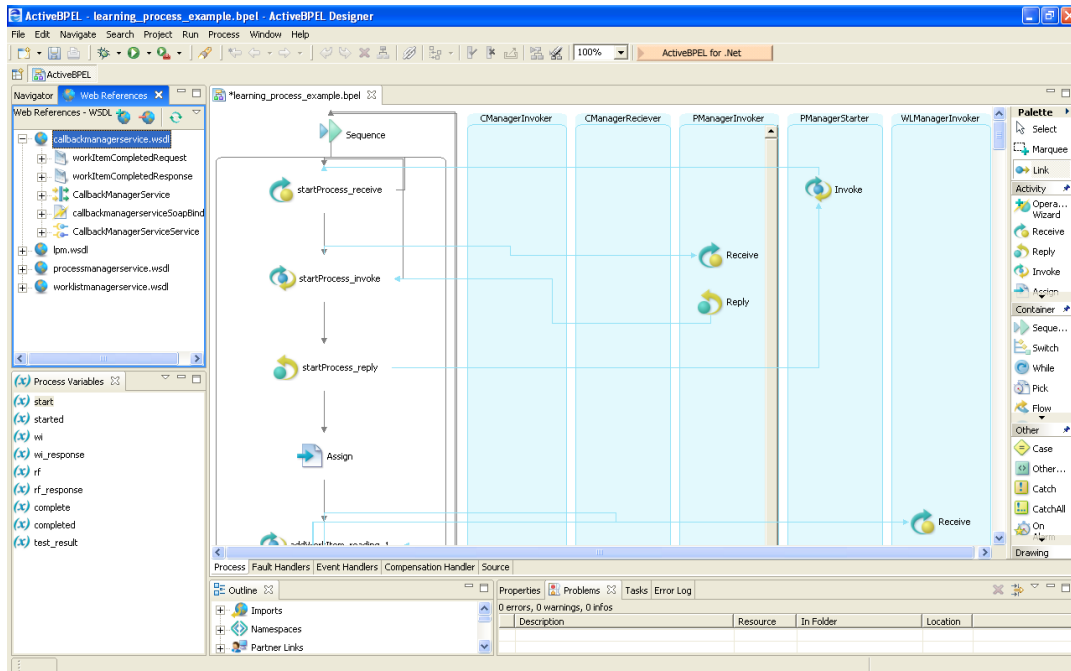 ActiveBPEL - learning_process_example.bpel - ActiveBPEL Designer
File Edit Navigate Search Project Run Process Window Help
100% ActiveBPEL for .Net
ActiveBPEL
Navigator Web References
Web References - WSDL
callbackmanagerservice.wsdl
workItemCompletedRequest
workItemCompletedResponse
CallbackManagerService
callbackmanagerserviceSoapBind
CallbackManagerServiceService
lpm.wsdl
processmanagerservice.wsdl
worklistmanagerservice.wsdl
(x) Process Variables
(x) start
(x) started
(x) wi
(x) wi_response
(x) rf
(x) rf_response
(x) complete
(x) completed
(x) test_result
*learning_process_example.bpel
Sequence
startProcess_receive
startProcess_invoke
startProcess_reply
Assign
addWorkItem_reading_1
CManagerInvoker CManagerReciever PManagerInvoker PManagerStarter WLManagerInvoker
Invoke
Receive
Reply
Receive
Palette
Select
Marquee
Link
Activity
Opera...
Wizard
Receive
Reply
Invoke
Assign
Container
Seque...
Switch
While
Pick
Flow
Other
Case
Other...
Catch
CatchAll
On
Alarm
Drawing
Process Fault Handlers Event Handlers Compensation Handler Source
Outline
Imports
Namespaces
Partner Links
Properties Problems Tasks Error Log
0 errors, 0 warnings, 0 infos
Description Resource In Folder Location